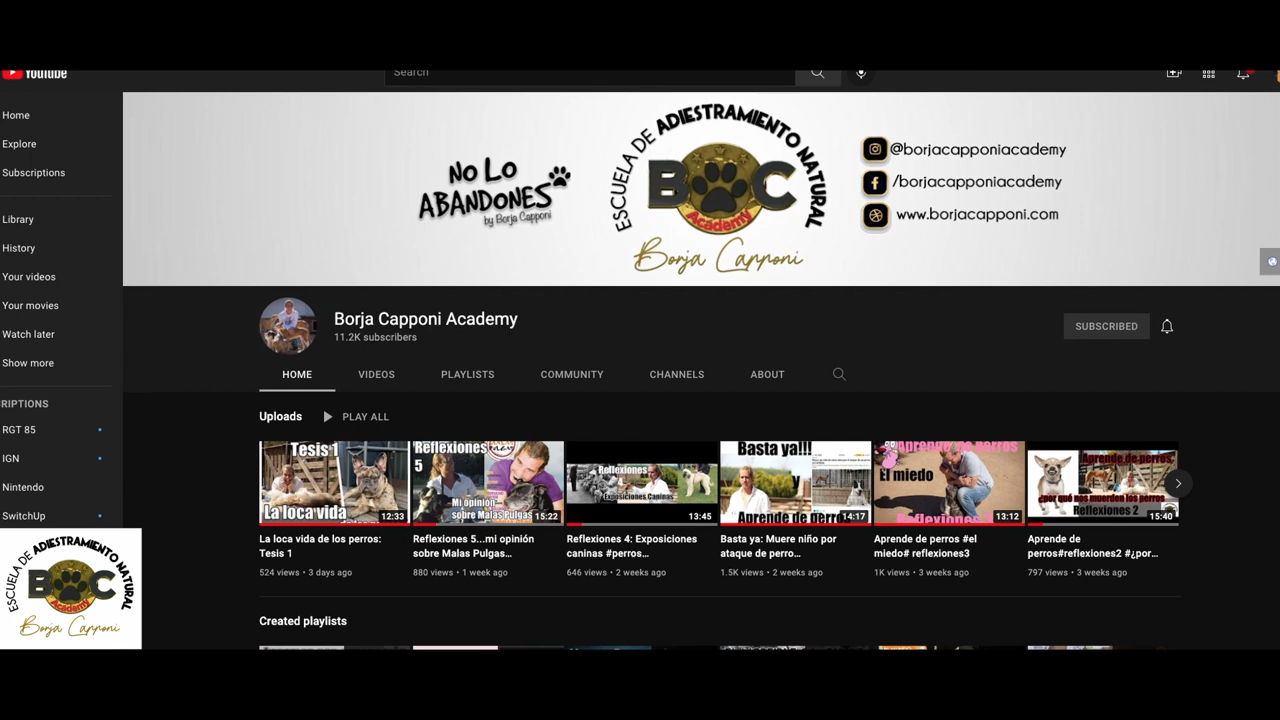 YouTube
Search
Home
Explore
Subscriptions
Library
History
Your videos
Your movies
Watch later
Show more
RIPTIONS
RGT 85
IGN
Nintendo
SwitchUp
NO LO
ABANDONES
by Borja Capponi
ESCUELA DE ADIESTRAMIENTO NATURAL
BC
Academy
Borja Capponi
@borjacapponiacademy
/borjacapponiacademy
www.borjacapponi.com
Borja Capponi Academy
11.2K subscribers
SUBSCRIBED
HOME VIDEOS PLAYLISTS COMMUNITY CHANNELS ABOUT
Uploads PLAY ALL
Tesis 1
La loca vida
12:33
La loca vida de los perros:
Tesis 1
524 views • 3 days ago
Reflexiones
5
Mi opinión
sobre Malas Pulgas
15:22
Reflexiones 5...mi opinión
sobre Malas Pulgas...
880 views • 1 week ago
Reflexiones
Exposiciones Caninas
13:45
Reflexiones 4: Exposiciones
caninas #perros...
646 views • 2 weeks ago
Basta ya!!!
y
Aprende de perros
14:17
Basta ya: Muere niño por
ataque de perro...
1.5K views • 2 weeks ago
Aprende de perros
El miedo
13:12
Aprende de perros #el
miedo# reflexiones3
1K views • 3 weeks ago
Aprende de perros
¿por qué nos muerden los perros
Reflexiones 2
15:40
Aprende de
perros#reflexiones2 #¿por...
797 views • 3 weeks ago
Created playlists
ESCUELA DE ADIESTRAMIENTO NATURAL
BC
Academy
Borja Capponi